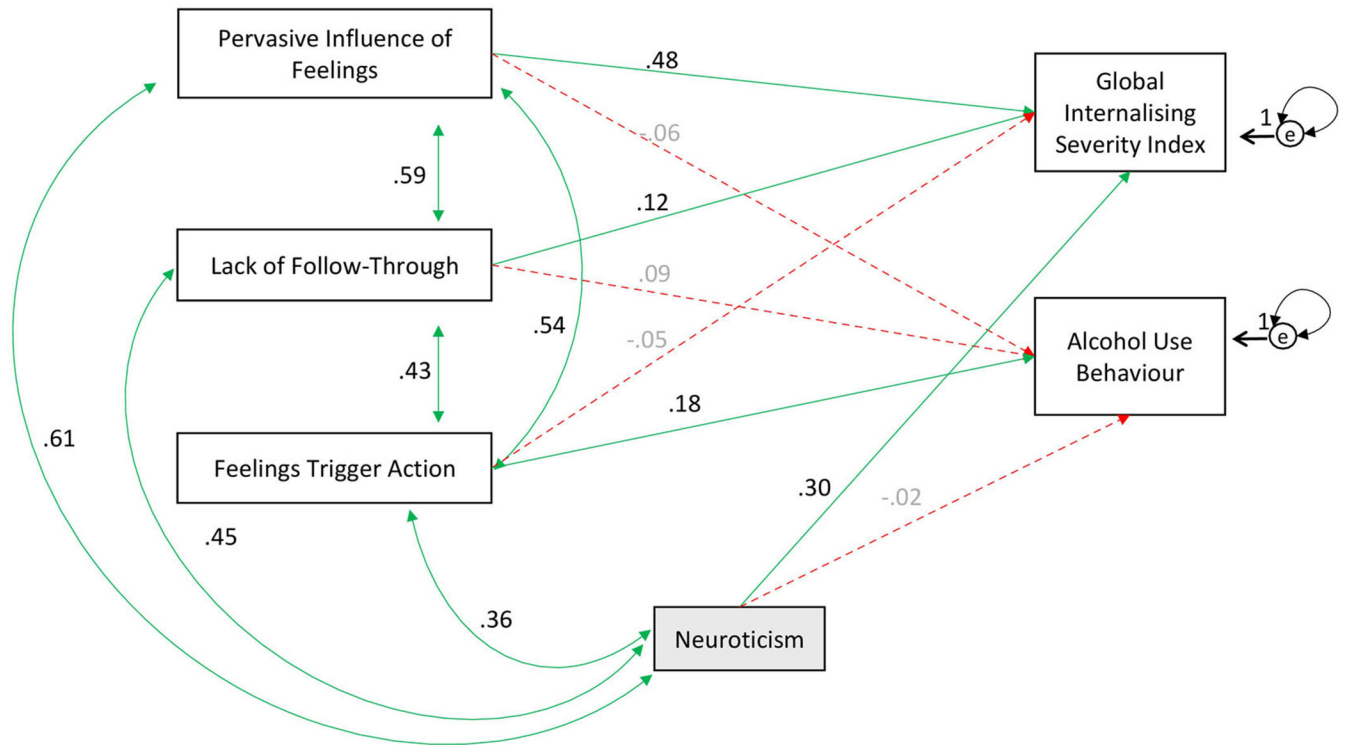 Pervasive Influence of
Feelings
.48
Global
Internalising
Severity Index
1
e
-.06
.59
.12
Lack of Follow-Through
.09
.54
-.05
Alcohol Use
Behaviour
1
e
.43
.18
.61
Feelings Trigger Action
.30
-.02
.45
.36
Neuroticism